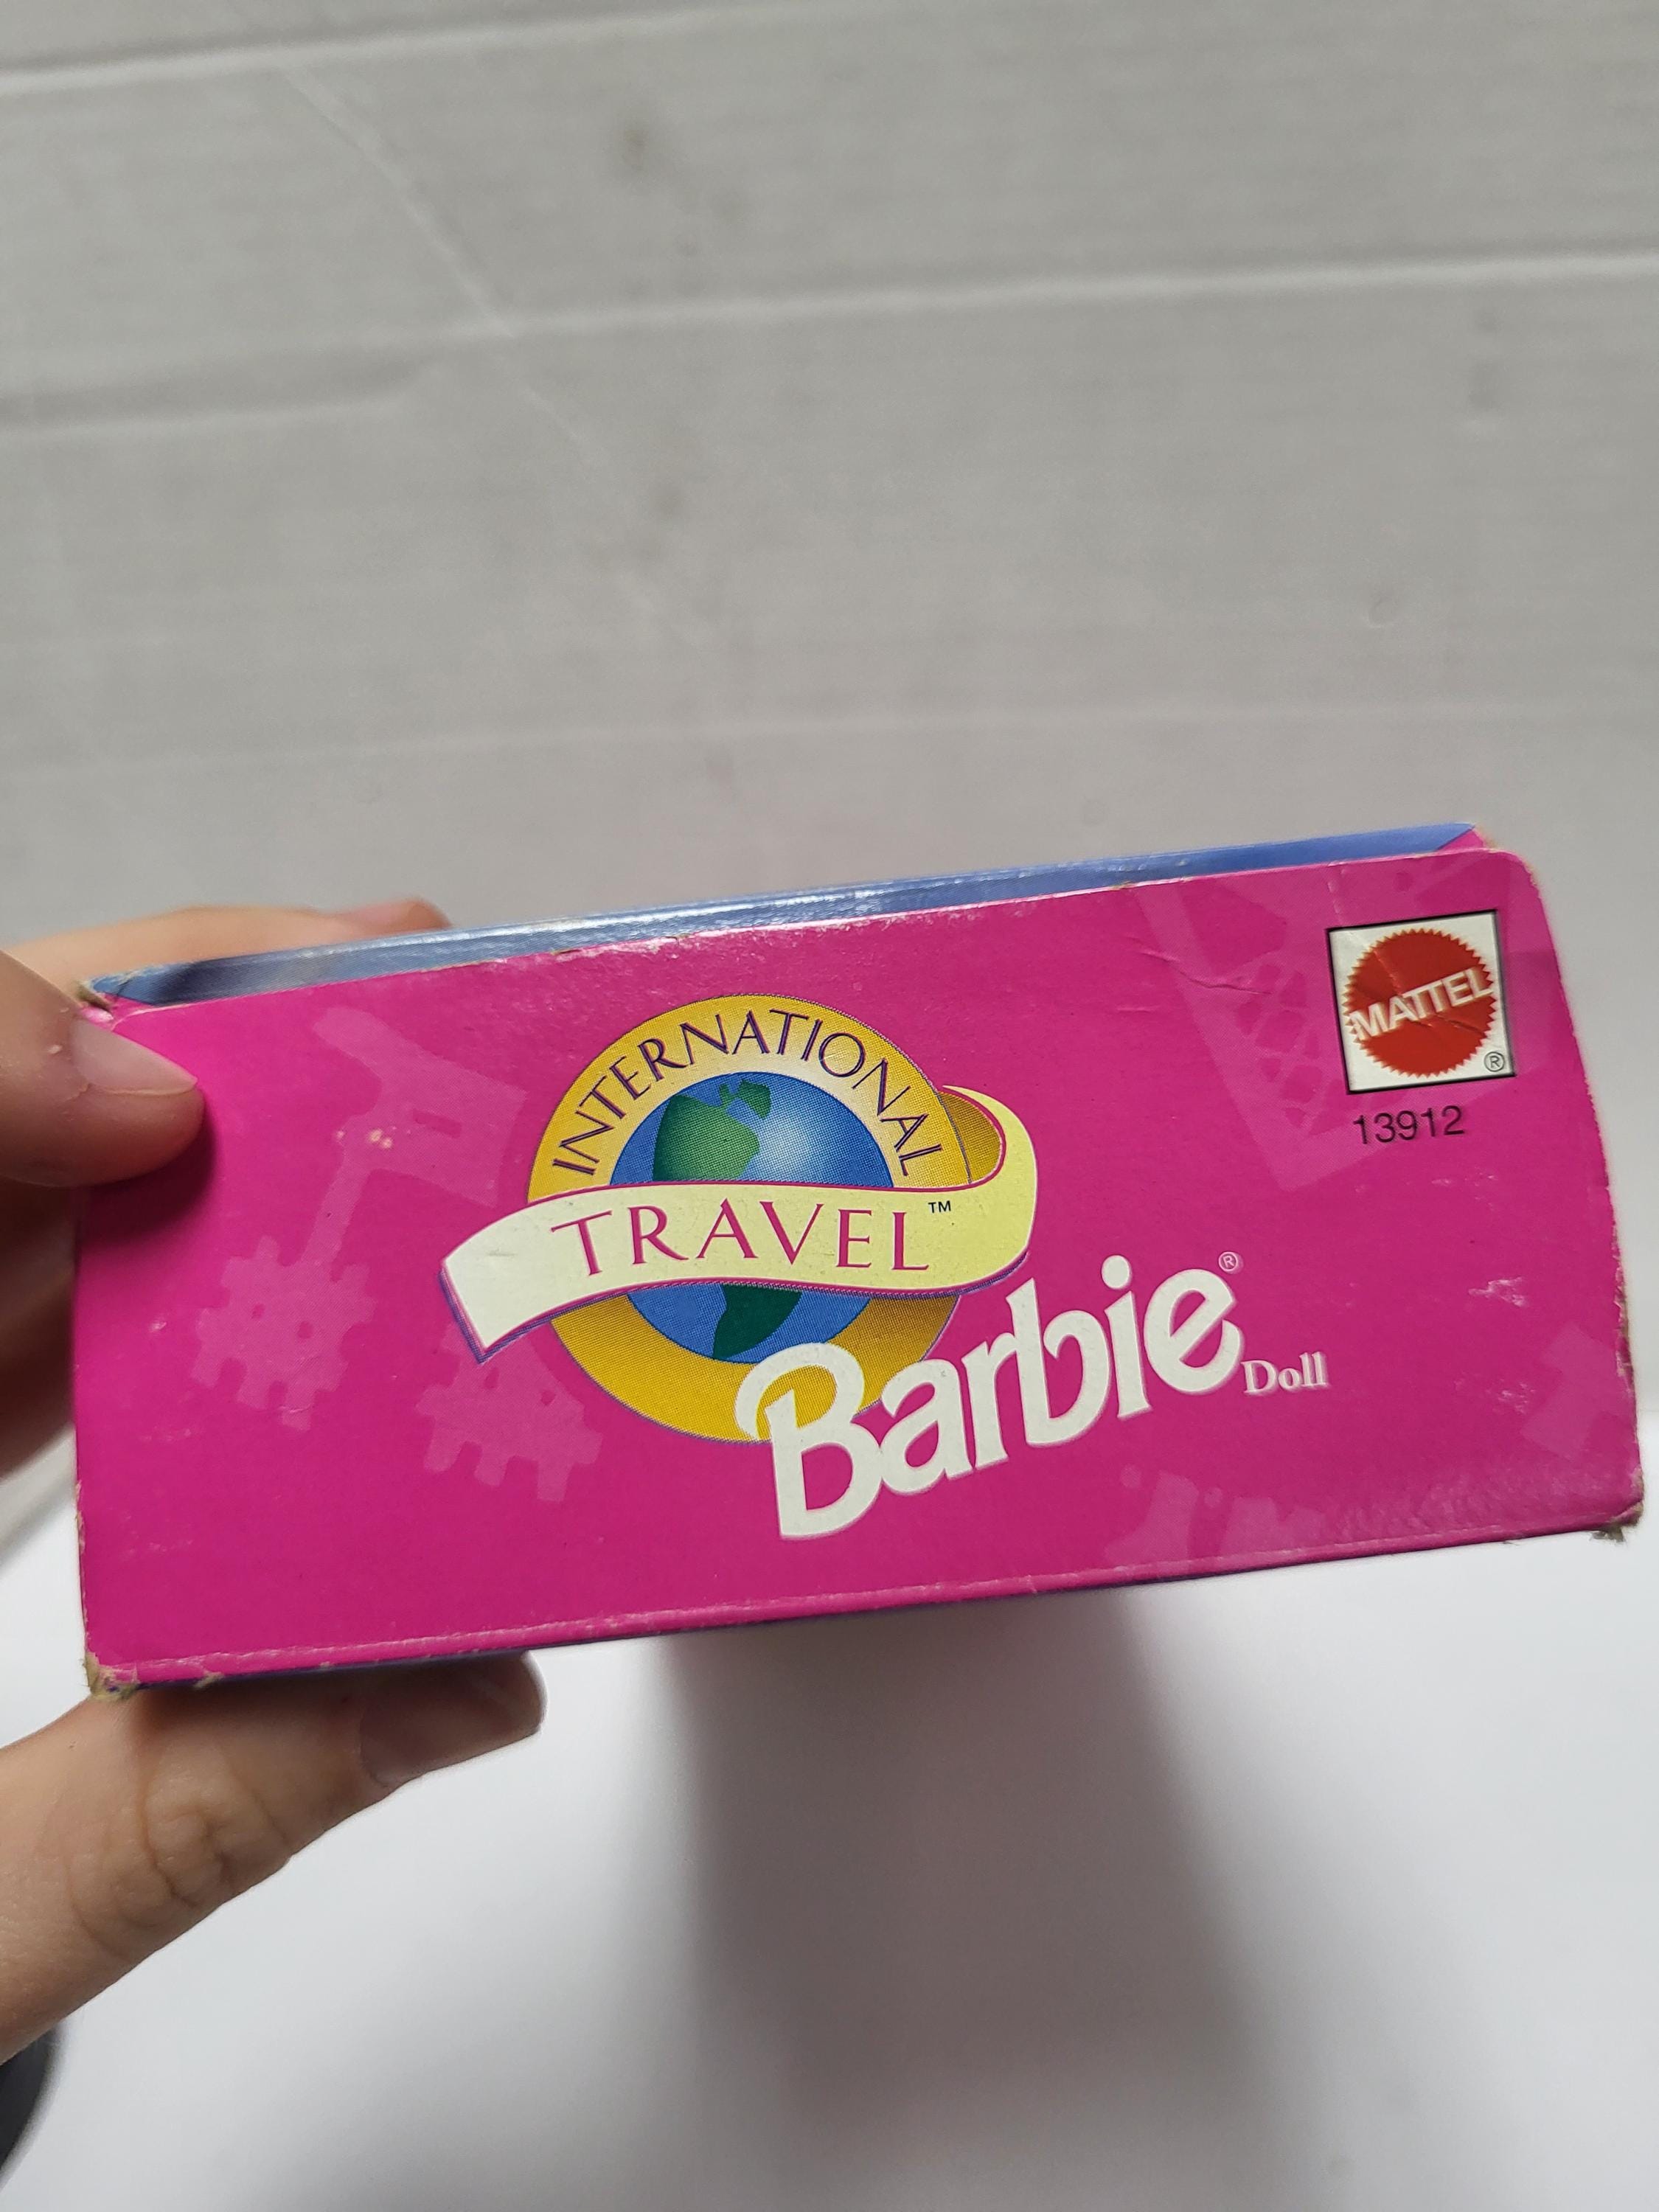 INTERNATIONAL
TRAVEL™
Barbie® Doll
MATTEL
®
13912